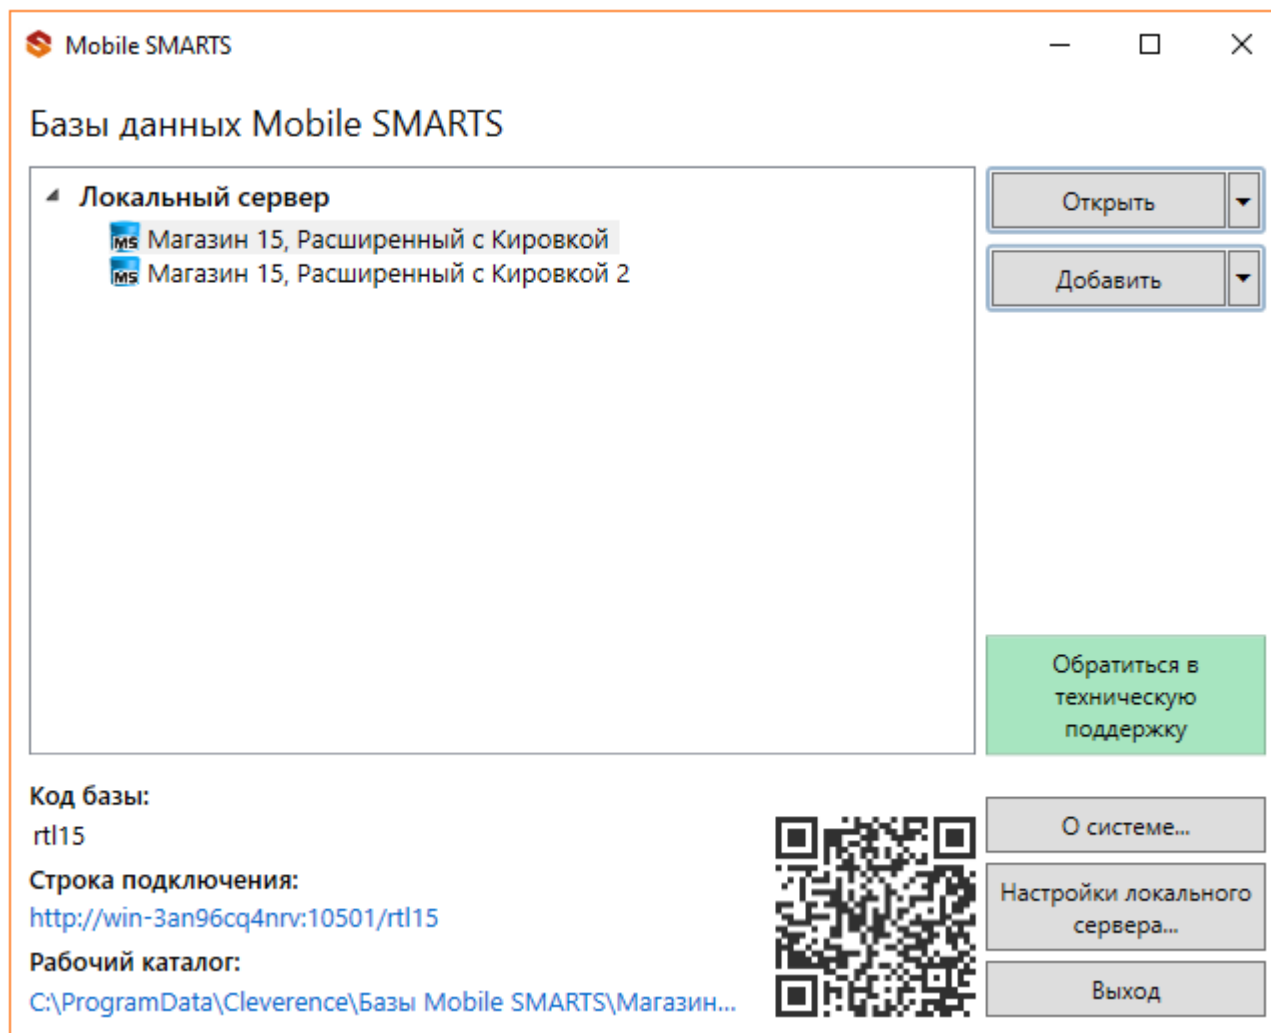 Mobile SMARTS
Базы данных Mobile SMARTS
Локальный сервер
MS Магазин 15, Расширенный с Кировкой
MS Магазин 15, Расширенный с Кировкой 2
Открыть
Добавить
Обратиться в
техническую
поддержку
Код базы:
rtl15
Строка подключения:
http://win-3an96cq4nrv:10501/rtl15
Рабочий каталог:
C:\ProgramData\Cleverence\Базы Mobile SMARTS\Магазин...
О системе...
Настройки локального
сервера...
Выход